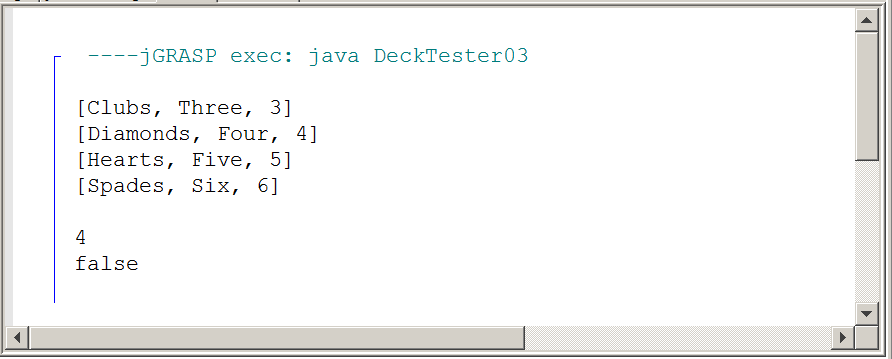 ----jGRASP exec: java DeckTester03
[Clubs, Three, 3]
[Diamonds, Four, 4]
[Hearts, Five, 5]
[Spades, Six, 6]
4
false